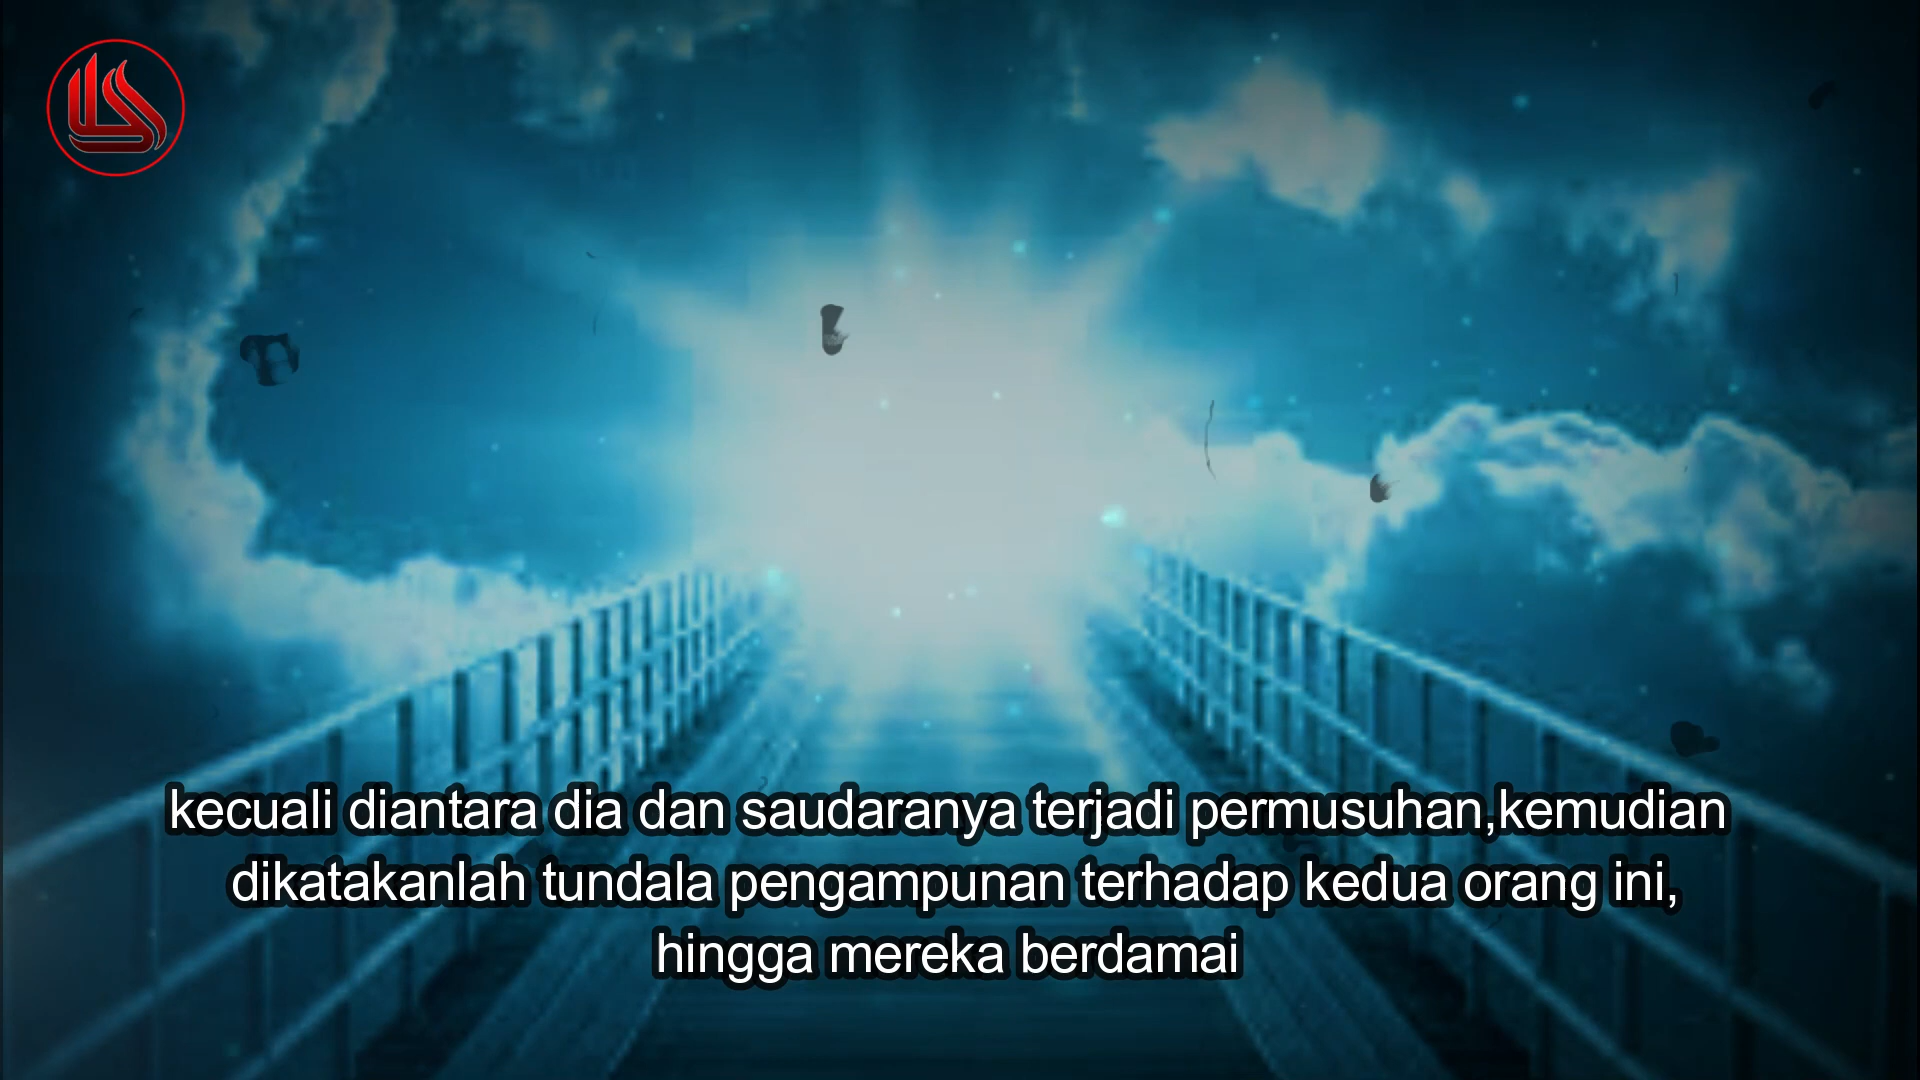 kecuali diantara dia dan saudaranya terjadi permusuhan,kemudian
dikatakanlah tundala pengampunan terhadap kedua orang ini,
hingga mereka berdamai